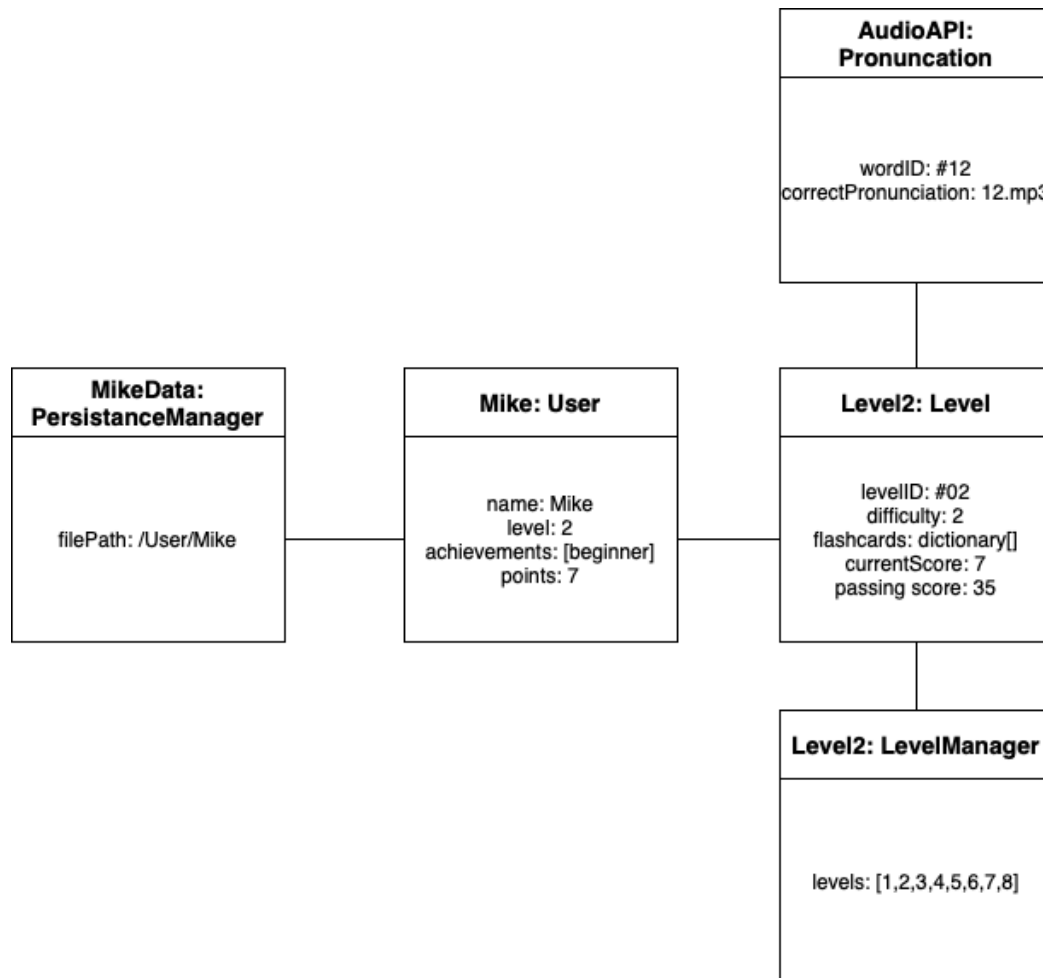 AudioAPI:
Pronuncation
wordID: #12
correctPronunciation: 12.mp3
MikeData:
PersistanceManager
filePath: /User/Mike
Mike: User
name: Mike
level: 2
achievements: [beginner]
points: 7
Level2: Level
levelID: #02
difficulty: 2
flashcards: dictionary[]
currentScore: 7
passing score: 35
Level2: LevelManager
levels: [1,2,3,4,5,6,7,8]